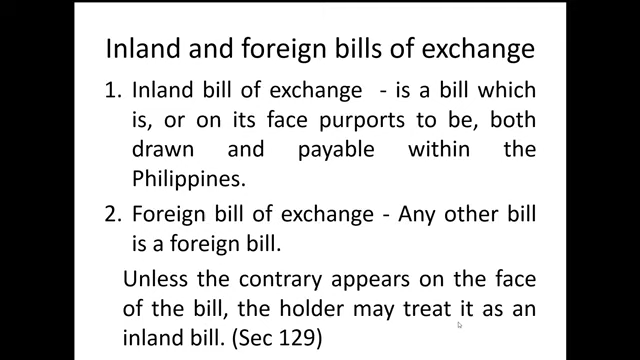 Inland and foreign bills of exchange
1. Inland bill of exchange - is a bill which
is, or on its face purports to be, both
drawn and payable within the
Philippines.
2. Foreign bill of exchange - Any other bill
is a foreign bill.
Unless the contrary appears on the face
of the bill, the holder may treat it as an
inland bill. (Sec 129)